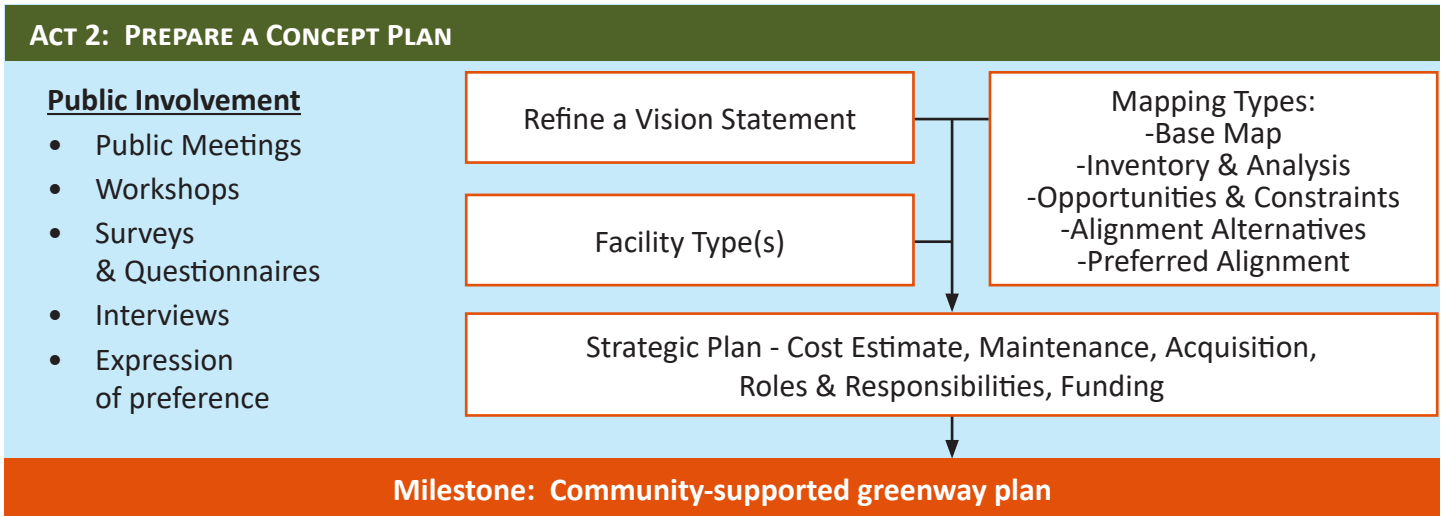 ACT 2: PREPARE A CONCEPT PLAN
Public Involvement
• Public Meetings
• Workshops
• Surveys
& Questionnaires
• Interviews
• Expression
of preference
Refine a Vision Statement
Facility Type(s)
Mapping Types:
-Base Map
-Inventory & Analysis
-Opportunities & Constraints
-Alignment Alternatives
-Preferred Alignment
Strategic Plan - Cost Estimate, Maintenance, Acquisition,
Roles & Responsibilities, Funding
Milestone: Community-supported greenway plan